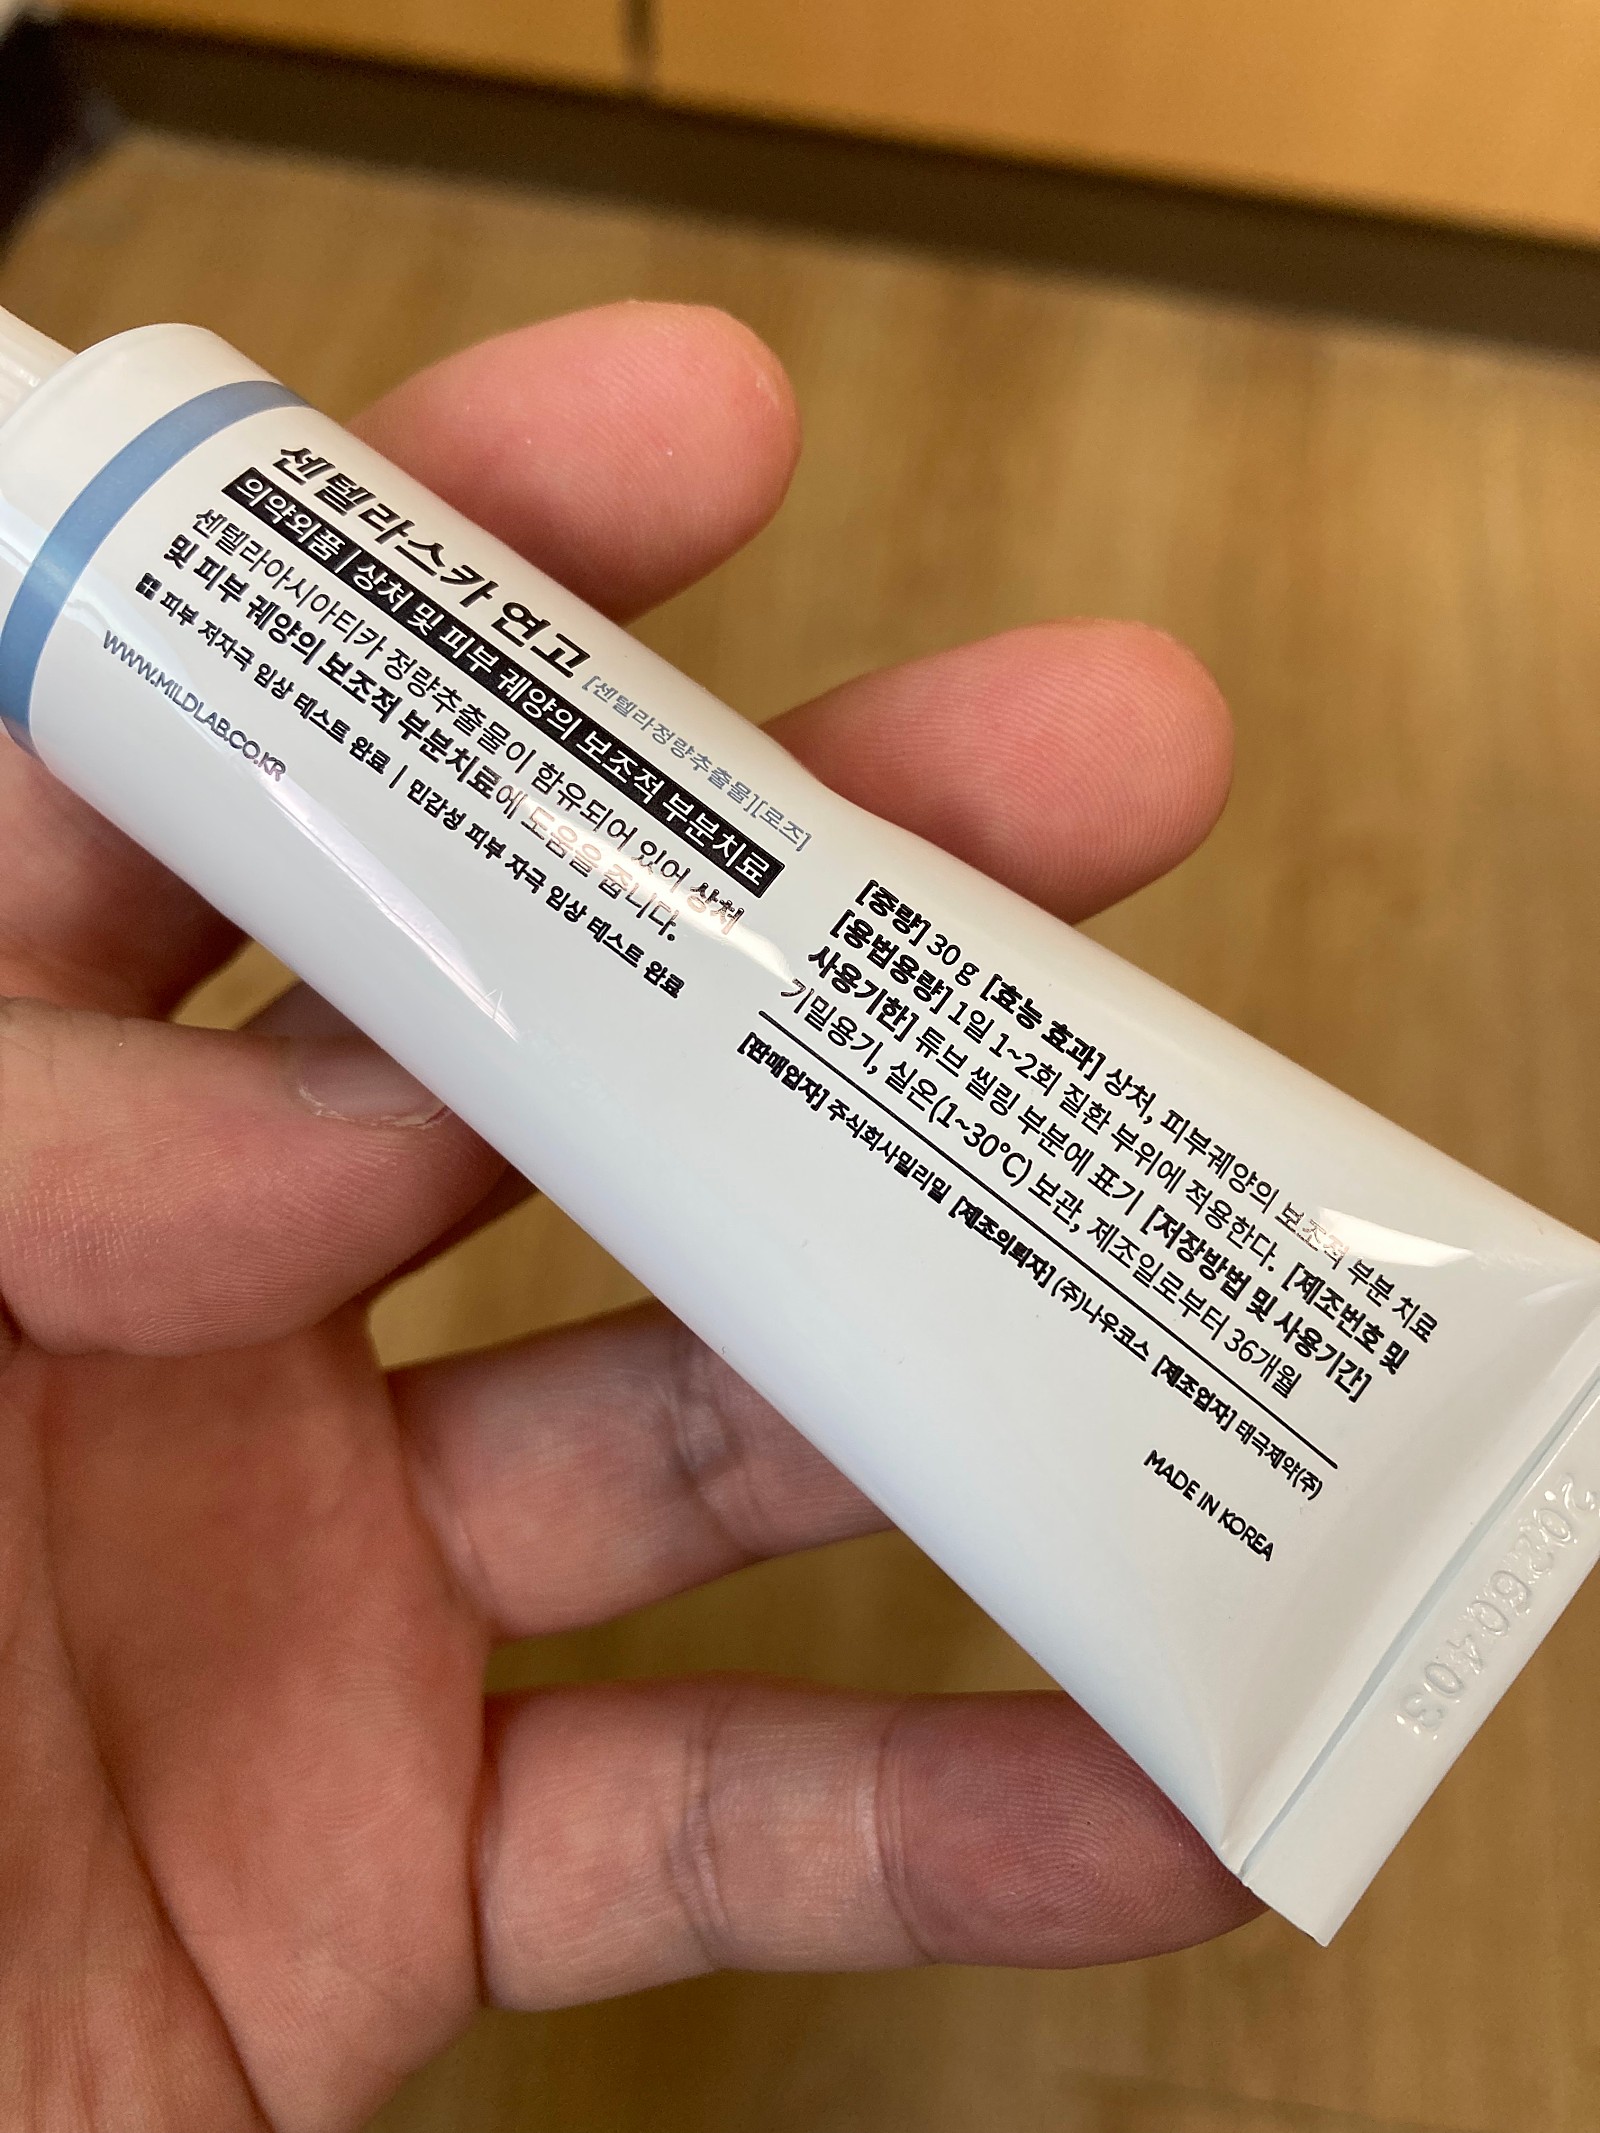 센텔라스카 연고 [센텔라정량추출물][로즈]
의약외품 | 상처 및 피부 궤양의 보조적 부분치료
센텔라아시아티카 정량추출물이 함유되어 있어 상처
및 피부 궤양의 보조적 부분치료에 도움을 줍니다.
피부 저자극 임상 테스트 완료 | 민감성 피부 자극 임상 테스트 완료
WWW.MILDLAB.CO.KR
[중량] 30 g [효능 효과] 상처, 피부궤양의 보조적 부분 치료
[용법용량] 1일 1~2회 질환 부위에 적용한다. [제조번호 및
사용기한] 튜브 씰링 부분에 표기 [저장방법 및 사용기간]
기밀용기, 실온(1~30°C) 보관, 제조일로부터 36개월
[판매업자] 주식회사밀리밀 [제조의뢰자] (주)나우코스 [제조업자] 태극제약(주)
MADE IN KOREA
20260403